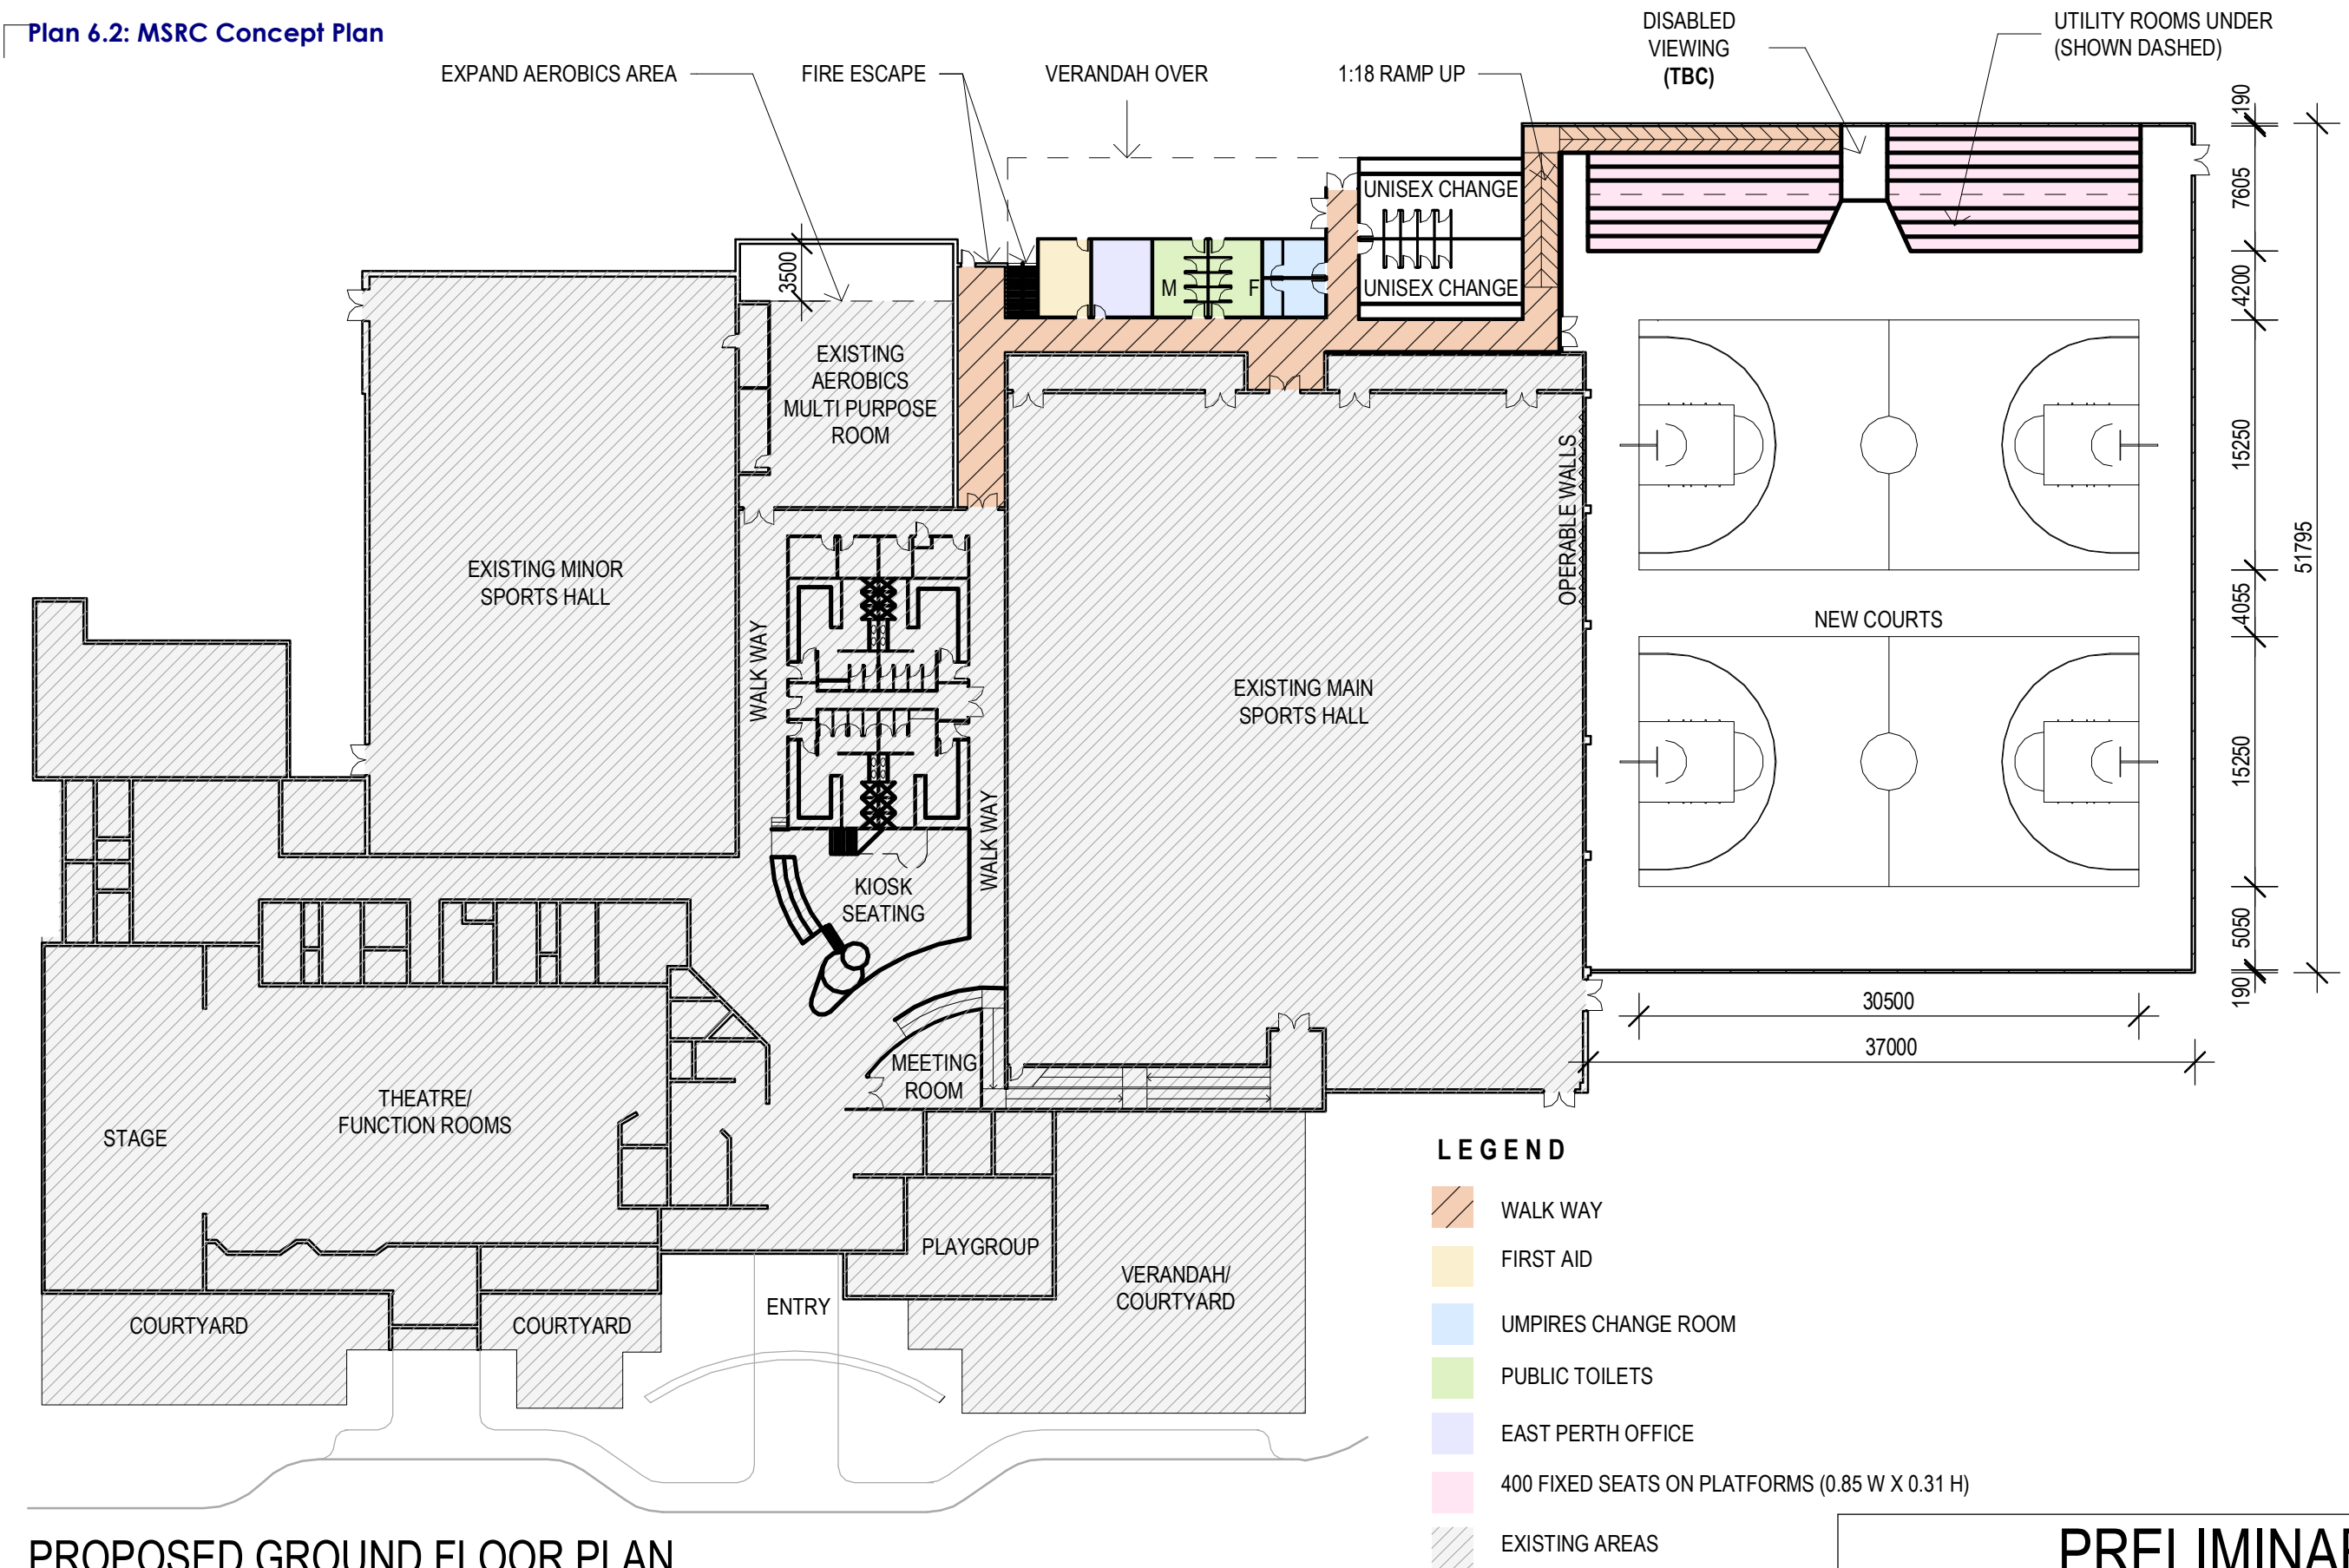 Plan 6.2: MSRC Concept Plan
DISABLED
VIEWING
(TBC)
UTILITY ROOMS UNDER
(SHOWN DASHED)
EXPAND AEROBICS AREA
FIRE ESCAPE
VERANDAH OVER
1:18 RAMP UP
190
7605
4200
15250
4055
15250
5050
190
51795
3500
UNISEX CHANGE
UNISEX CHANGE
M
F
EXISTING
AEROBICS
MULTI PURPOSE
ROOM
OPERABLE WALLS
EXISTING MINOR
SPORTS HALL
WALK WAY
NEW COURTS
EXISTING MAIN
SPORTS HALL
WALK WAY
KIOSK
SEATING
30500
37000
MEETING
ROOM
THEATRE/
FUNCTION ROOMS
STAGE
PLAYGROUP
VERANDAH/
COURTYARD
ENTRY
COURTYARD
COURTYARD
LEGEND
WALK WAY
FIRST AID
UMPIRES CHANGE ROOM
PUBLIC TOILETS
EAST PERTH OFFICE
400 FIXED SEATS ON PLATFORMS (0.85 W X 0.31 H)
EXISTING AREAS
PROPOSED GROUND FLOOR PLAN